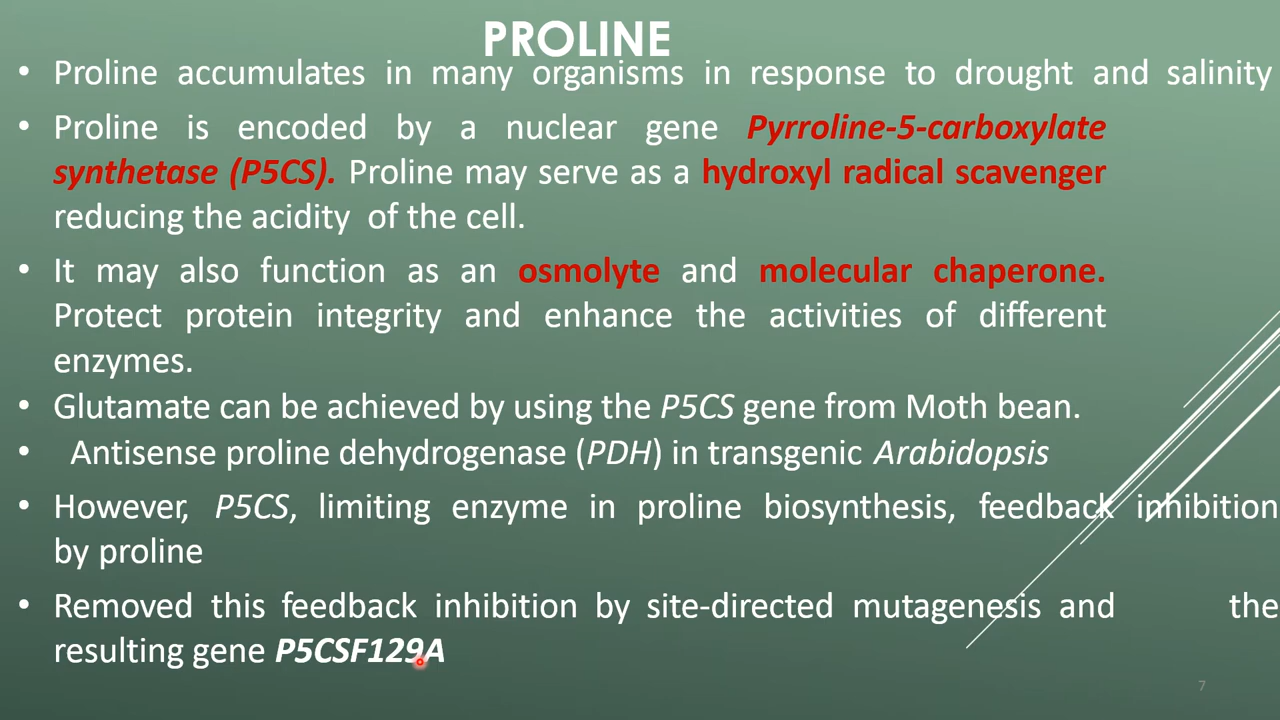 PROLINE
• Proline accumulates in many organisms in response to drought and salinity
• Proline is encoded by a nuclear gene Pyrroline-5-carboxylate
synthetase (P5CS). Proline may serve as a hydroxyl radical scavenger
reducing the acidity of the cell.
• It may also function as an osmolyte and molecular chaperone.
Protect protein integrity and enhance the activities of different
enzymes.
• Glutamate can be achieved by using the P5CS gene from Moth bean.
• Antisense proline dehydrogenase (PDH) in transgenic Arabidopsis
• However, P5CS, limiting enzyme in proline biosynthesis, feedback inhibition
by proline
• Removed this feedback inhibition by site-directed mutagenesis and the
resulting gene P5CSF129A
7